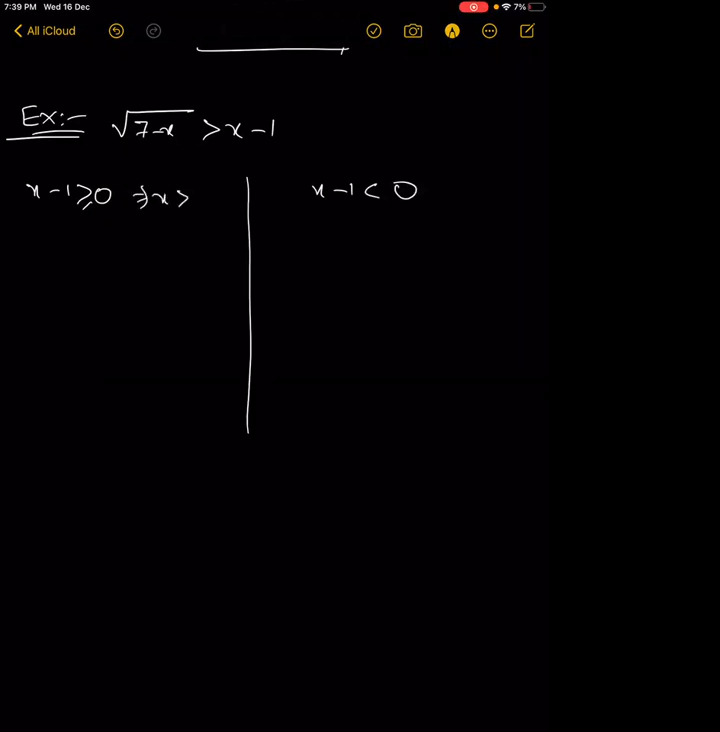 7:39 PM Wed 16 Dec 7%
All iCloud
Ex:- √7-x > x-1
x-1≥0 ⇒x>
x-1< 0